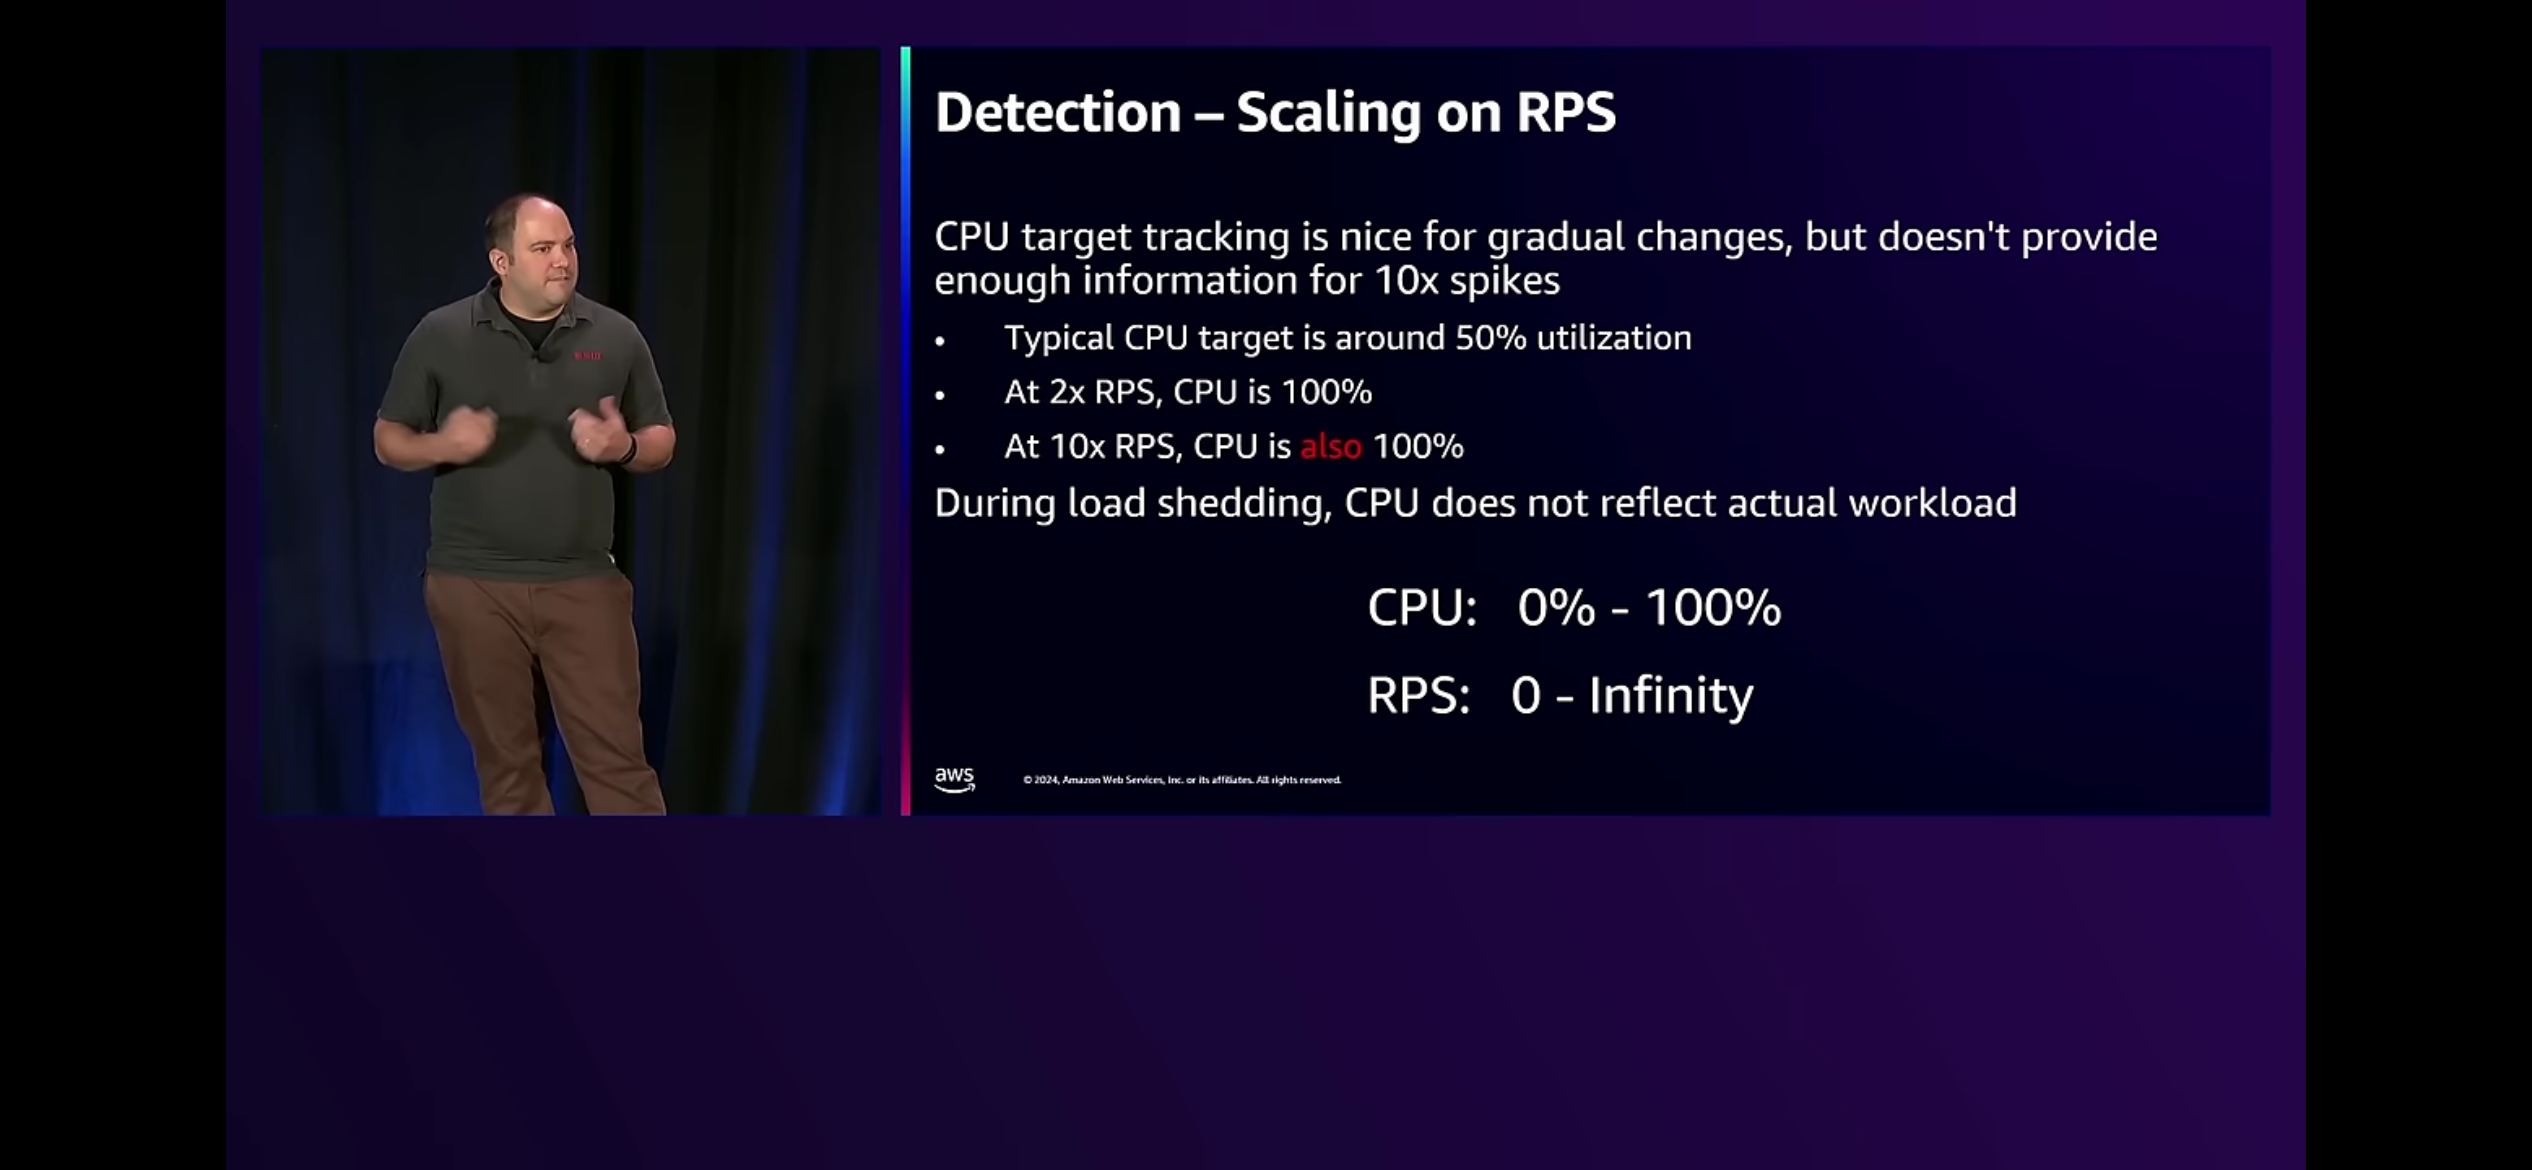 Detection – Scaling on RPS
CPU target tracking is nice for gradual changes, but doesn't provide
enough information for 10x spikes
• Typical CPU target is around 50% utilization
• At 2x RPS, CPU is 100%
• At 10x RPS, CPU is also 100%
During load shedding, CPU does not reflect actual workload
CPU: 0% - 100%
RPS: 0 - Infinity
aws
© 2024, Amazon Web Services, Inc. or its affiliates. All rights reserved.